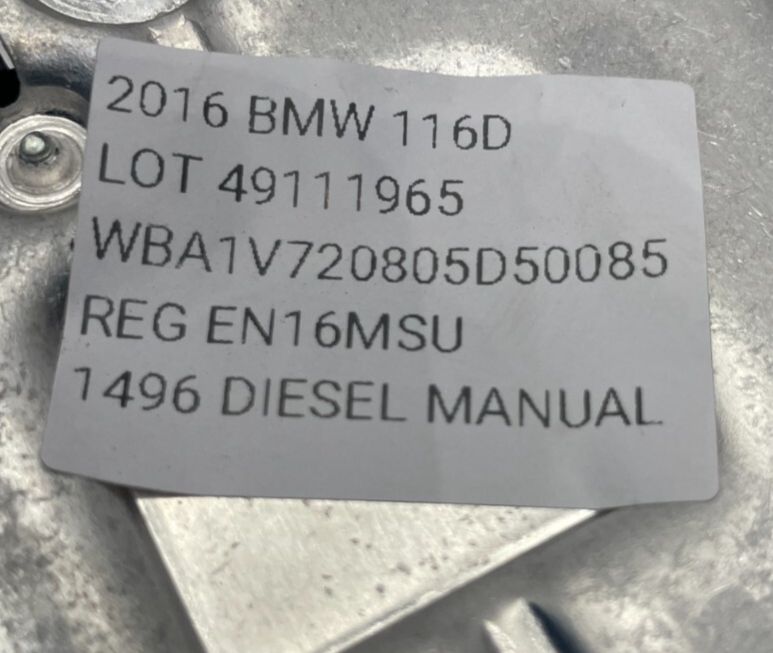 2016 BMW 116D
LOT 49111965
WBA1V720805D50085
REG EN16MSU
1496 DIESEL MANUAL